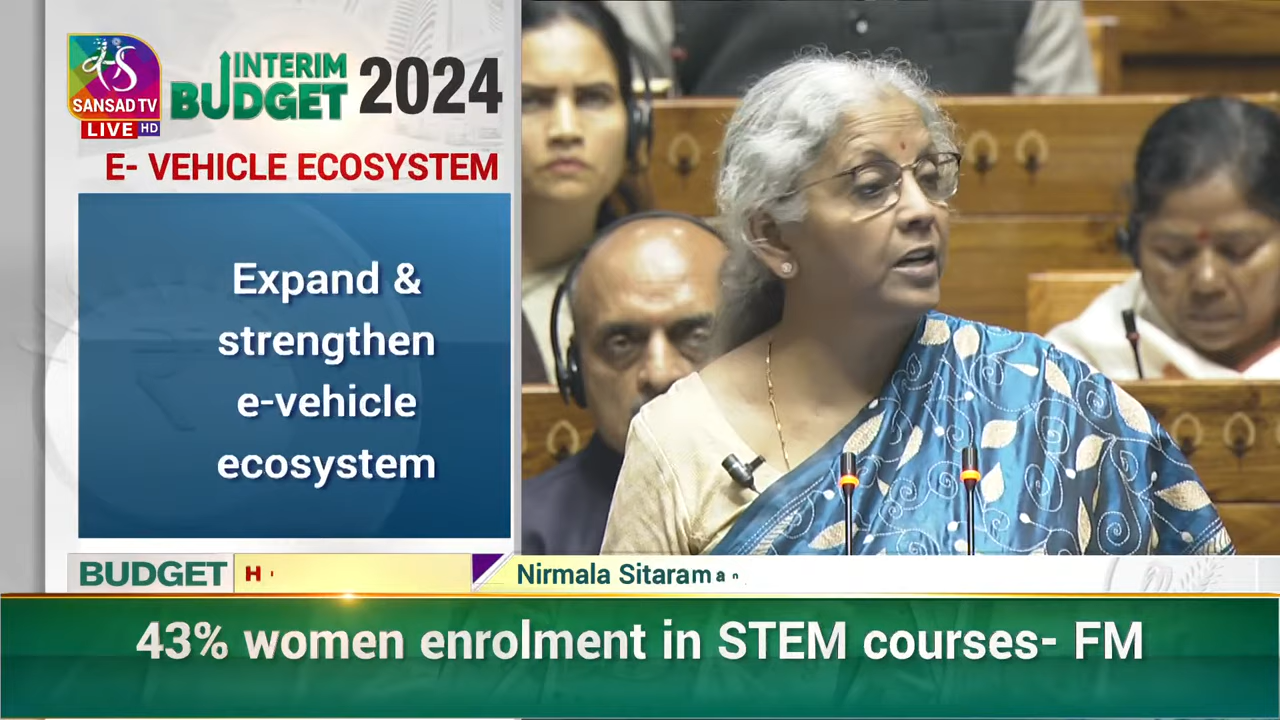 SANSAD TV
LIVE HD
INTERIM
BUDGET 2024
E- VEHICLE ECOSYSTEM
Expand &
strengthen
e-vehicle
ecosystem
BUDGET
H
Nirmala Sitaraman
43% women enrolment in STEM courses- FM